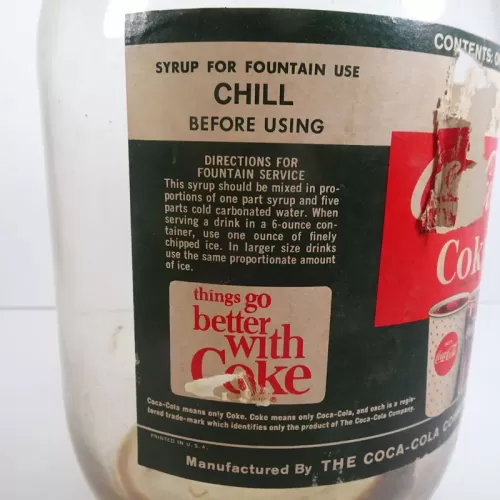 SYRUP FOR FOUNTAIN USE
CHILL
BEFORE USING
CONTENTS:
DIRECTIONS FOR
FOUNTAIN SERVICE
This syrup should be mixed in pro-
portions of one part syrup and five
parts cold carbonated water. When
serving a drink in a 6-ounce con-
tainer, use one ounce of finely
chipped ice. In larger size drinks
use the same proportionate amount
of ice.
things go
better
with
Coke
Coke
Coca-Cola
Coca-Cola means only Coke. Coke means only Coca-Cola, and each is a regis-
tered trade-mark which identifies only the product of The Coca-Cola Company.
PRINTED IN U.S.A.
Manufactured By THE COCA-COLA